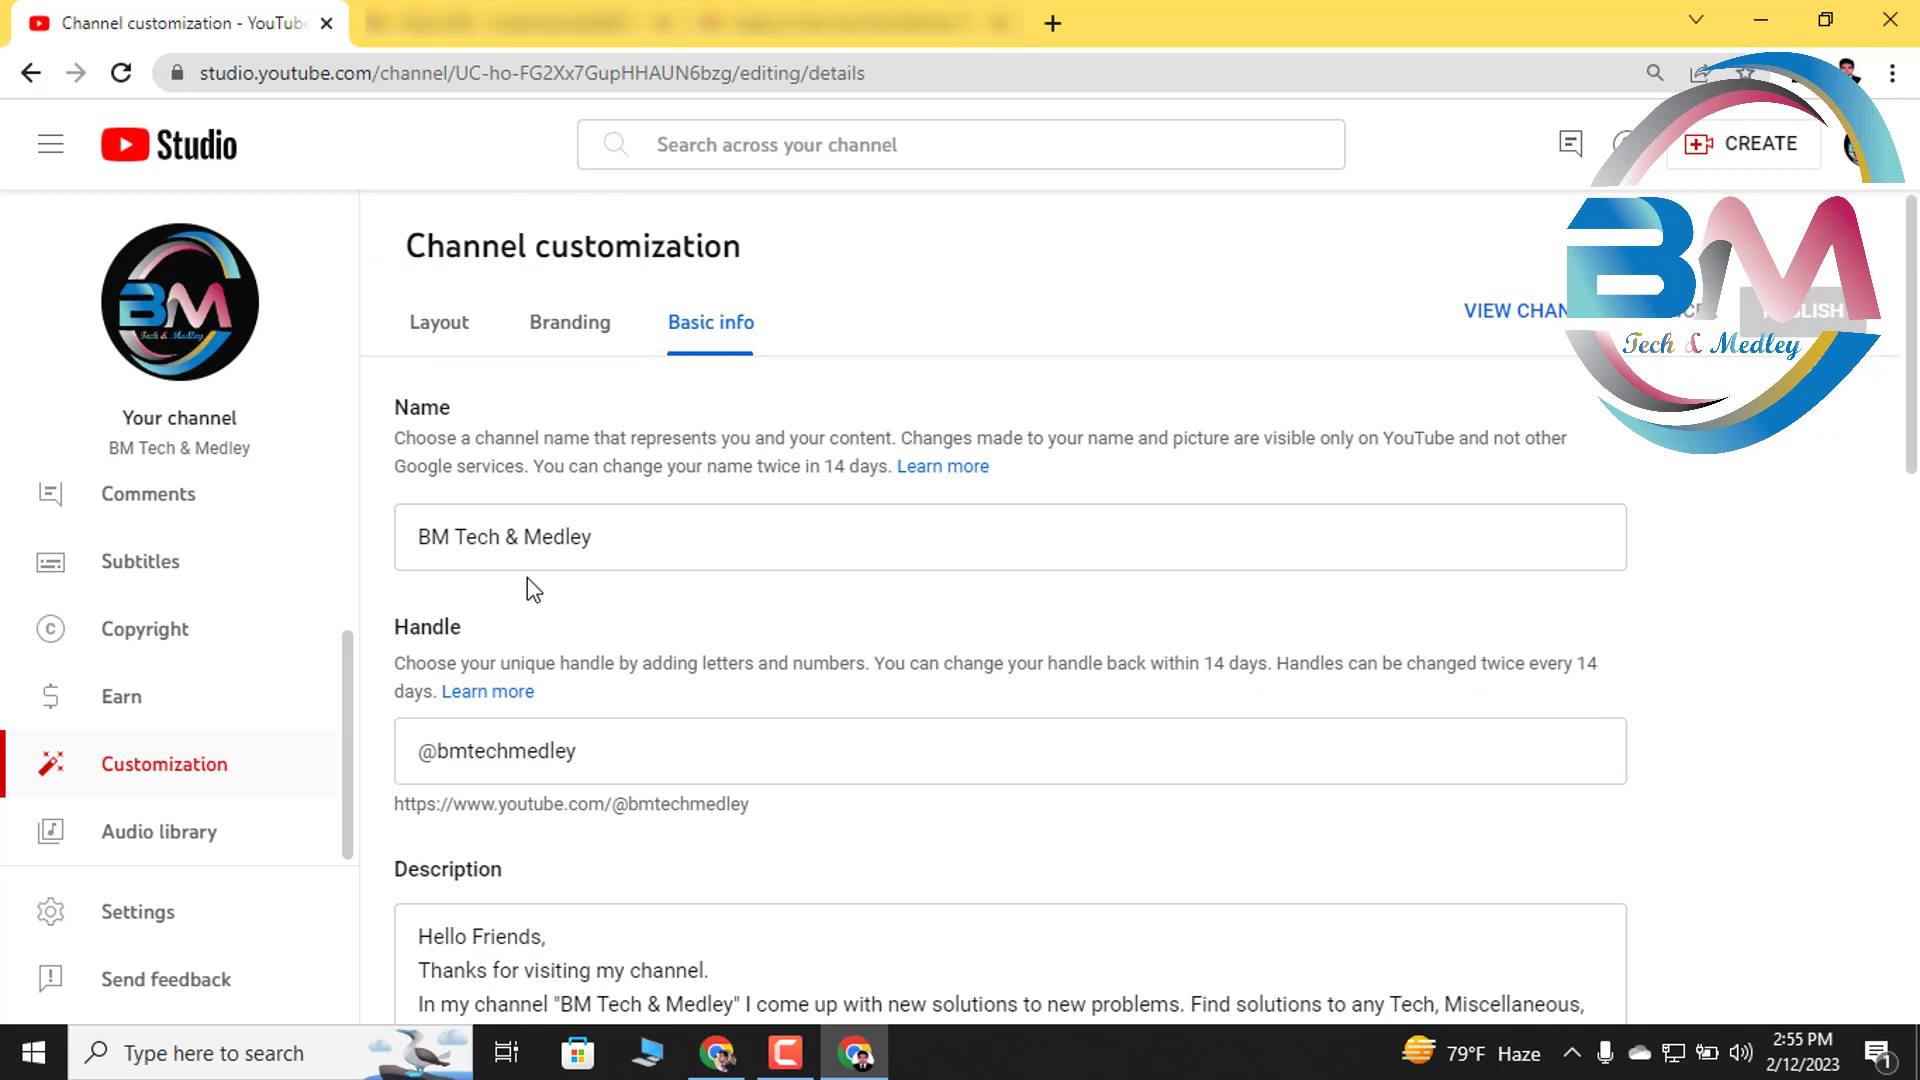 Channel customization - YouTube
studio.youtube.com/channel/UC-ho-FG2Xx7GupHHAUN6bzg/editing/details
Studio
Search across your channel
CREATE
BM
Tech & Medley
Your channel
BM Tech & Medley
Comments
Subtitles
Copyright
Earn
Customization
Audio library
Settings
Send feedback
Channel customization
Layout
Branding
Basic info
VIEW CHAN
BM
Tech & Medley
Name
Choose a channel name that represents you and your content. Changes made to your name and picture are visible only on YouTube and not other
Google services. You can change your name twice in 14 days. Learn more
BM Tech & Medley
Handle
Choose your unique handle by adding letters and numbers. You can change your handle back within 14 days. Handles can be changed twice every 14
days. Learn more
@bmtechmedley
https://www.youtube.com/@bmtechmedley
Description
Hello Friends,
Thanks for visiting my channel.
In my channel "BM Tech & Medley" I come up with new solutions to new problems. Find solutions to any Tech, Miscellaneous,
Type here to search
79°F Haze
2:55 PM
2/12/2023
1